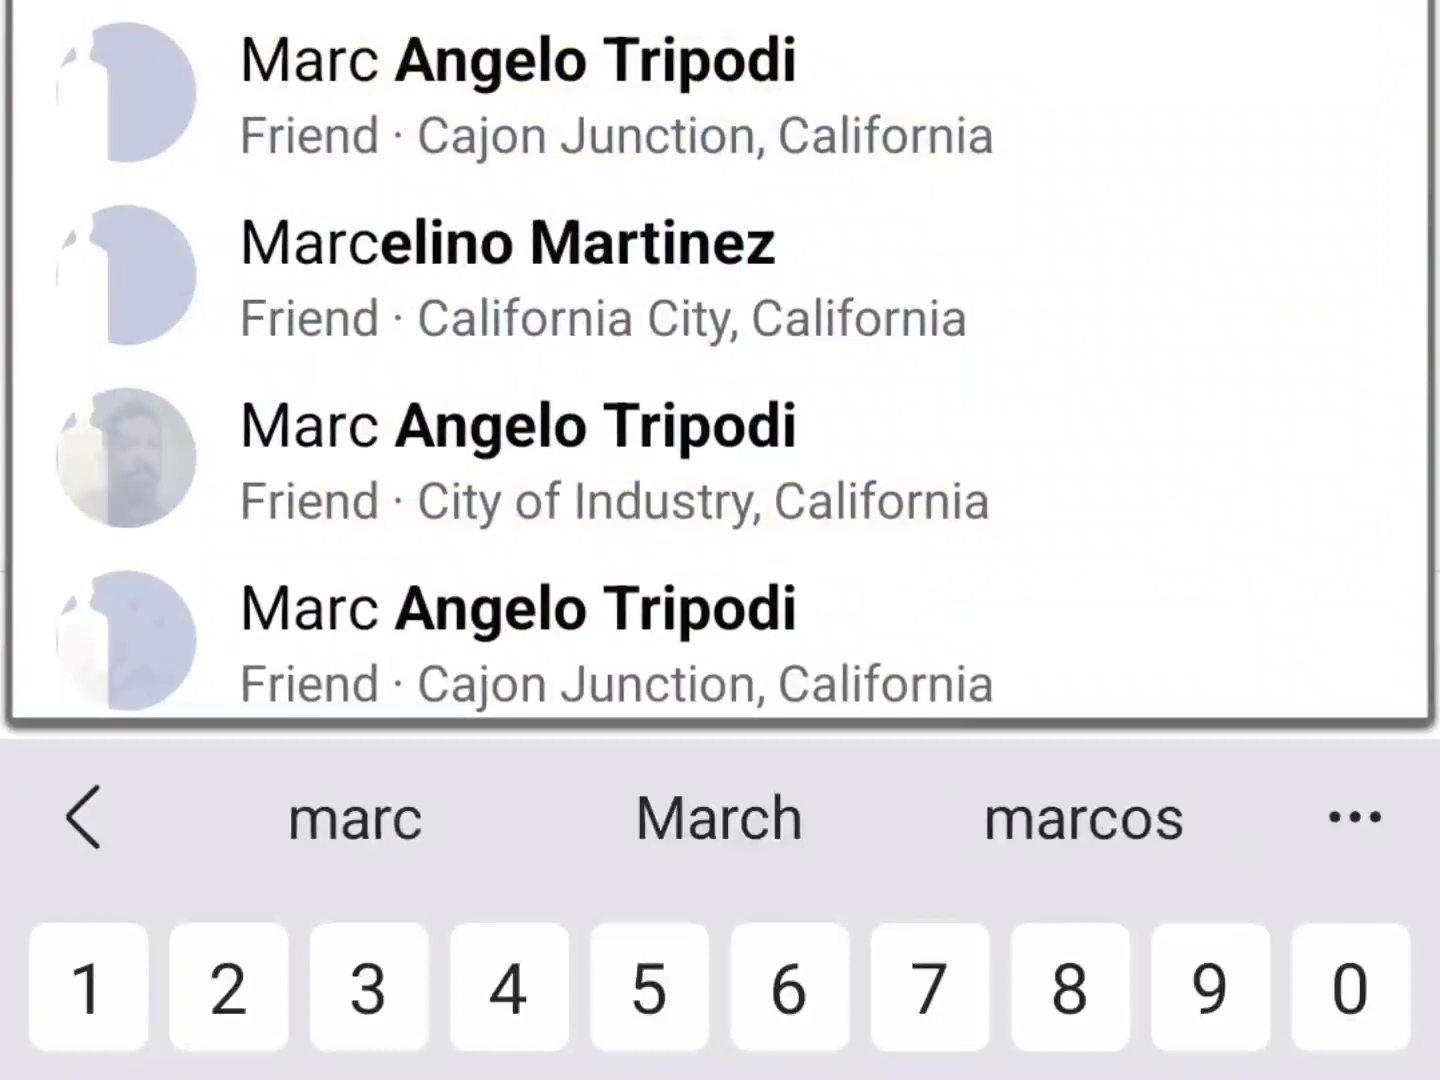 Marc Angelo Tripodi
Friend · Cajon Junction, California
Marcelino Martinez
Friend · California City, California
Marc Angelo Tripodi
Friend · City of Industry, California
Marc Angelo Tripodi
Friend · Cajon Junction, California
marc March marcos
1 2 3 4 5 6 7 8 9 0